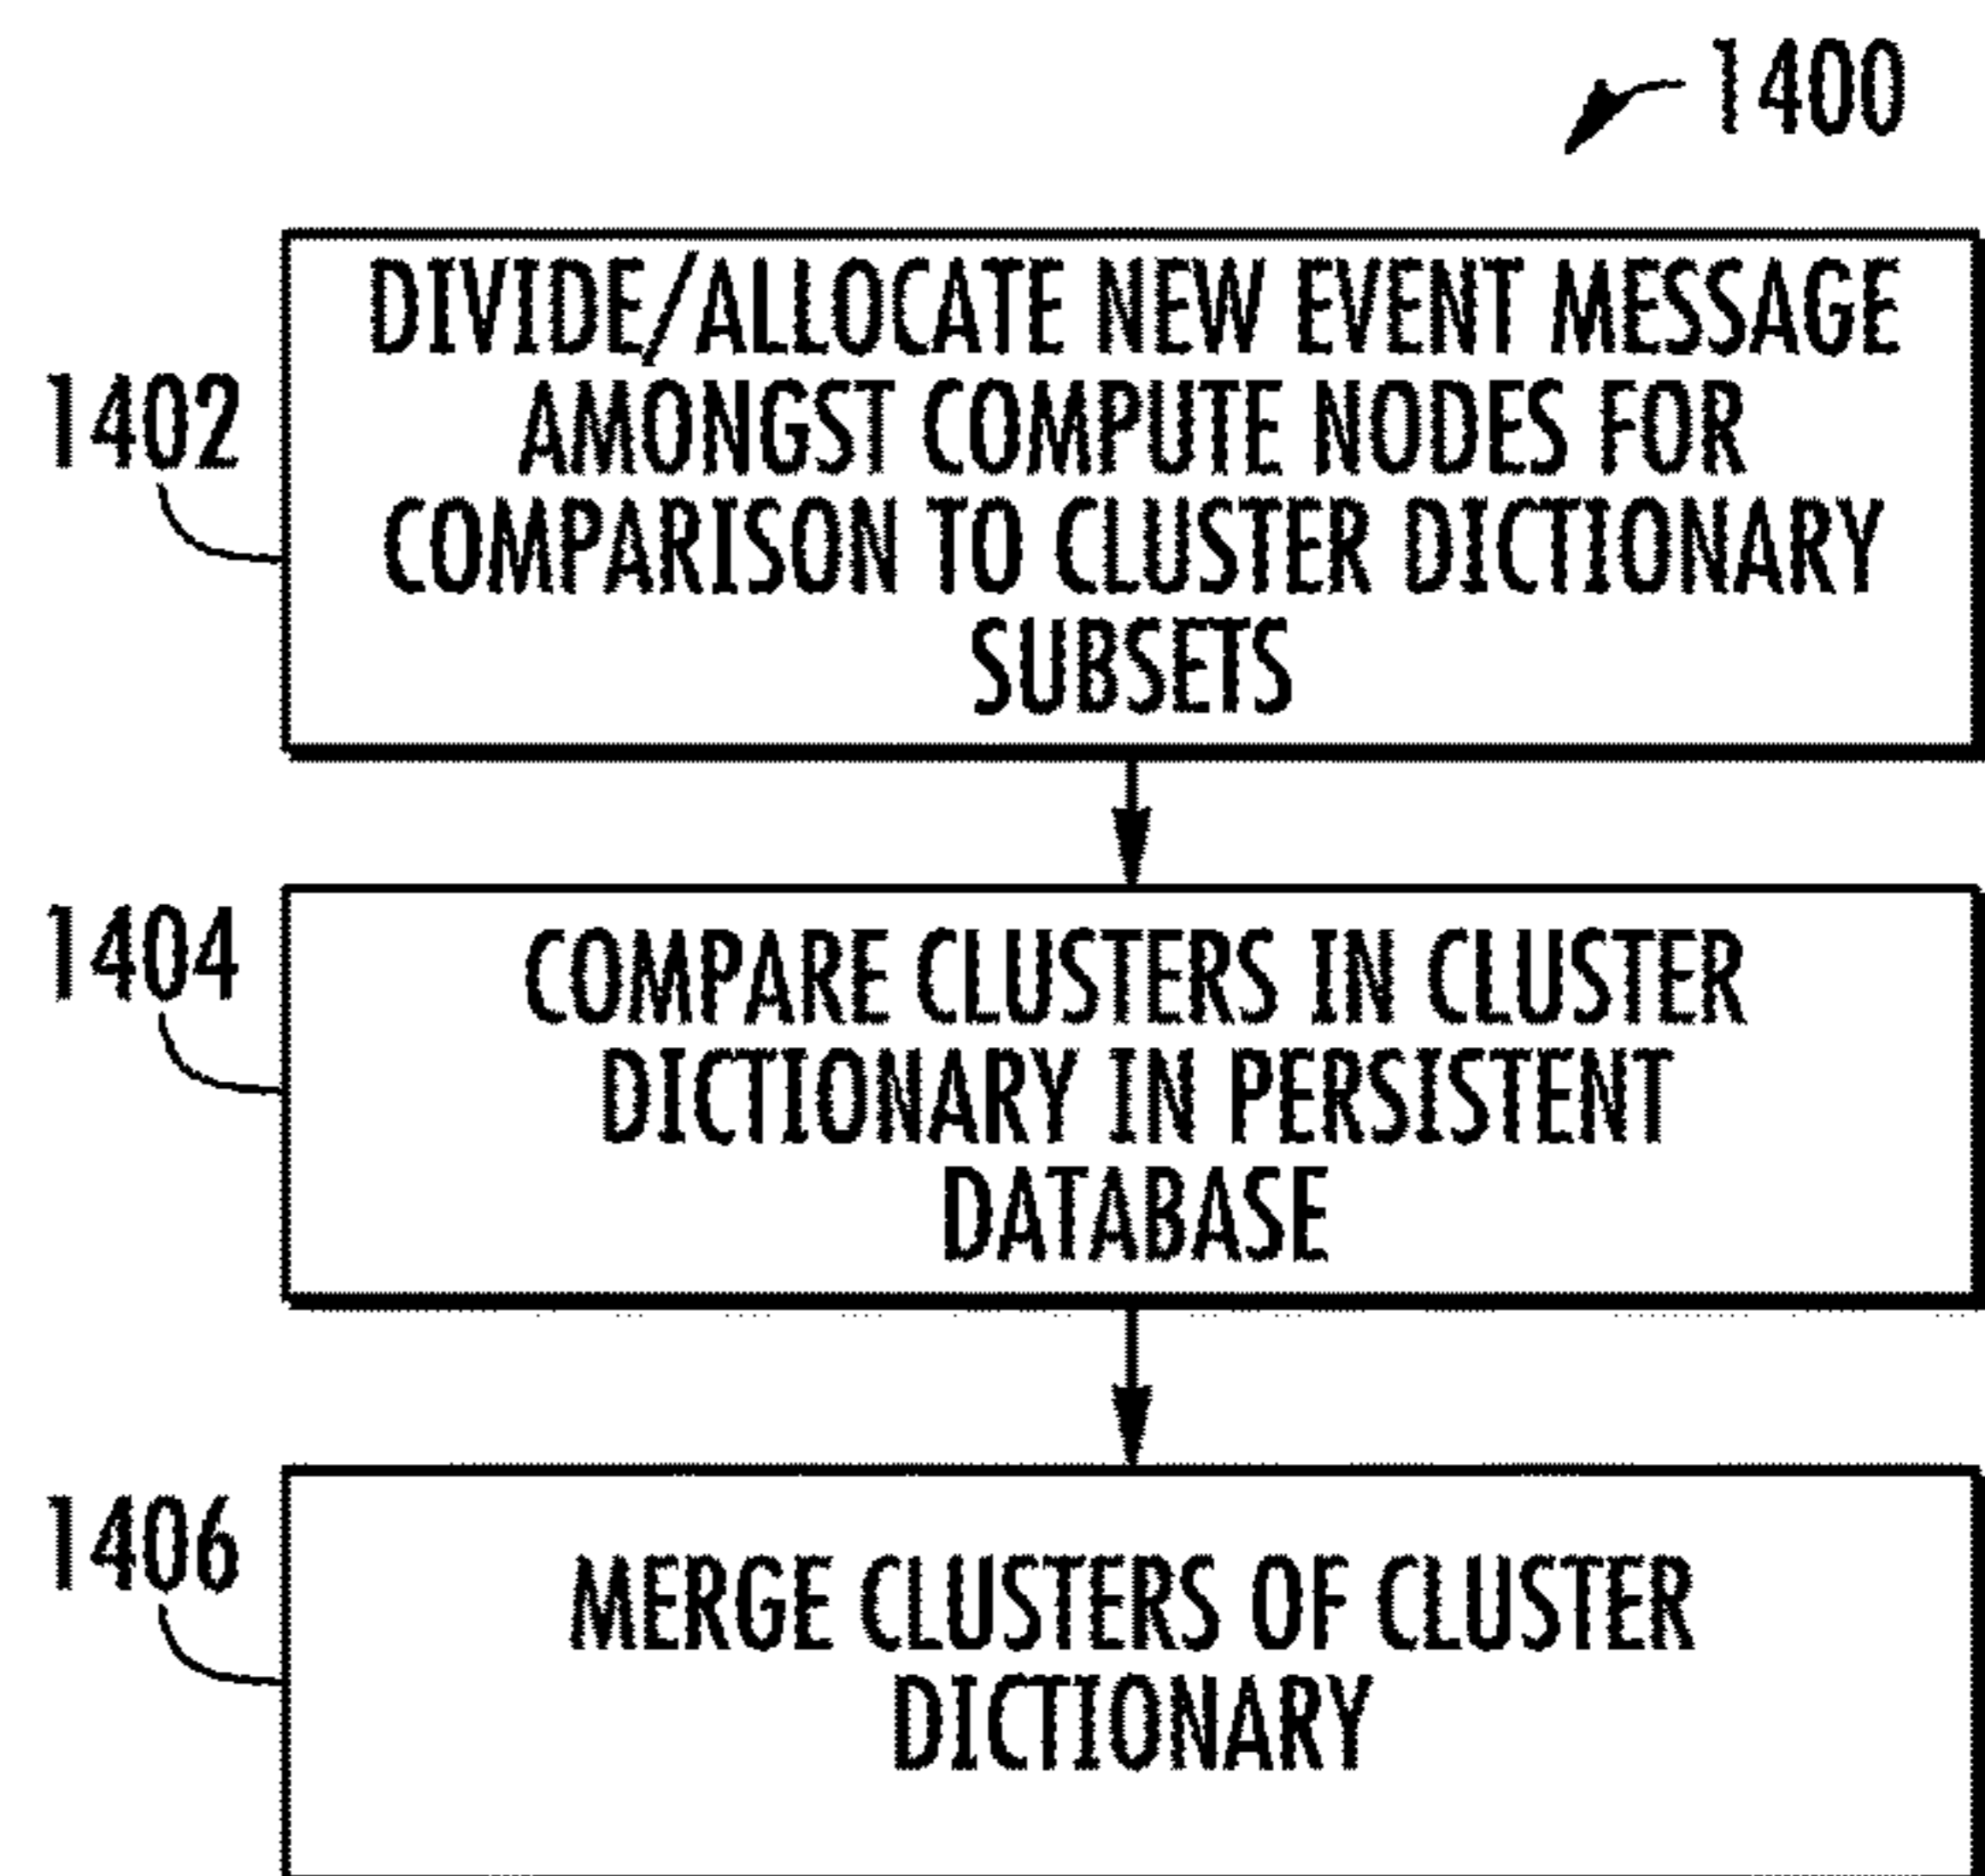 1400
1402
DIVIDE/ALLOCATE NEW EVENT MESSAGE
AMONGST COMPUTE NODES FOR
COMPARISON TO CLUSTER DICTIONARY
SUBSETS
1404
COMPARE CLUSTERS IN CLUSTER
DICTIONARY IN PERSISTENT
DATABASE
1406
MERGE CLUSTERS OF CLUSTER
DICTIONARY